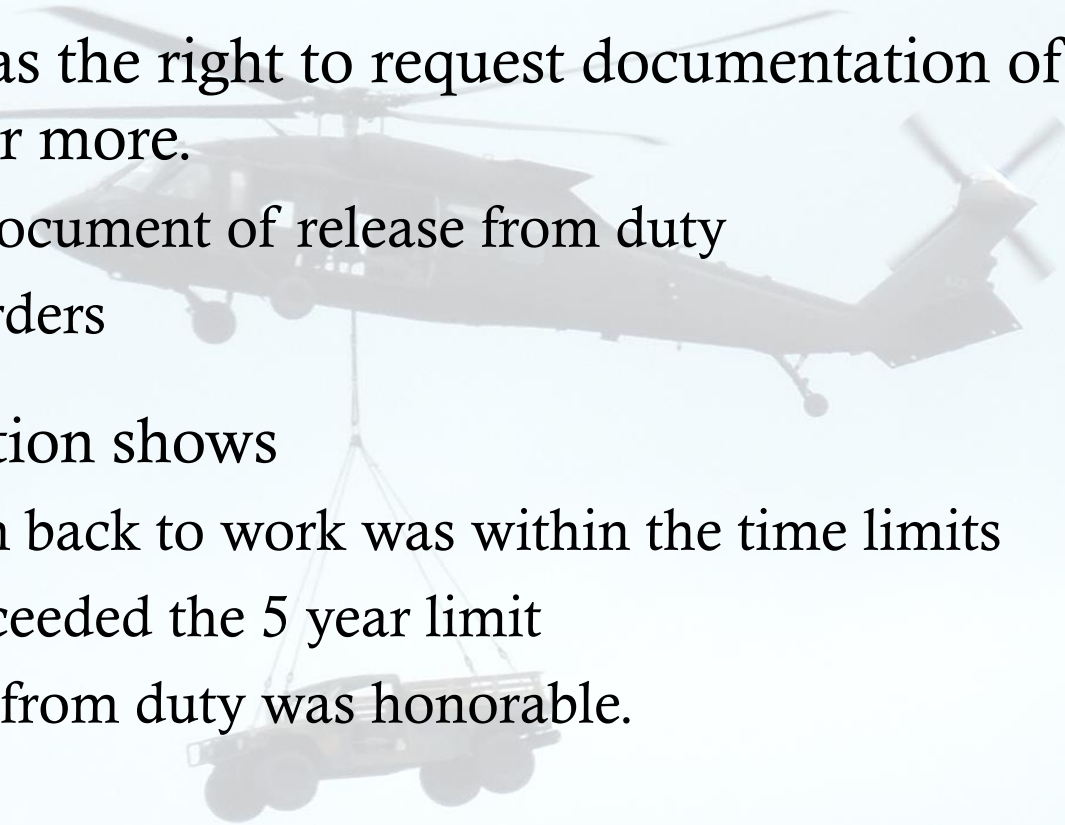 as the right to request documentation of
r more.
ocument of release from duty
rders
tion shows
n back to work was within the time limits
ceeded the 5 year limit
from duty was honorable.